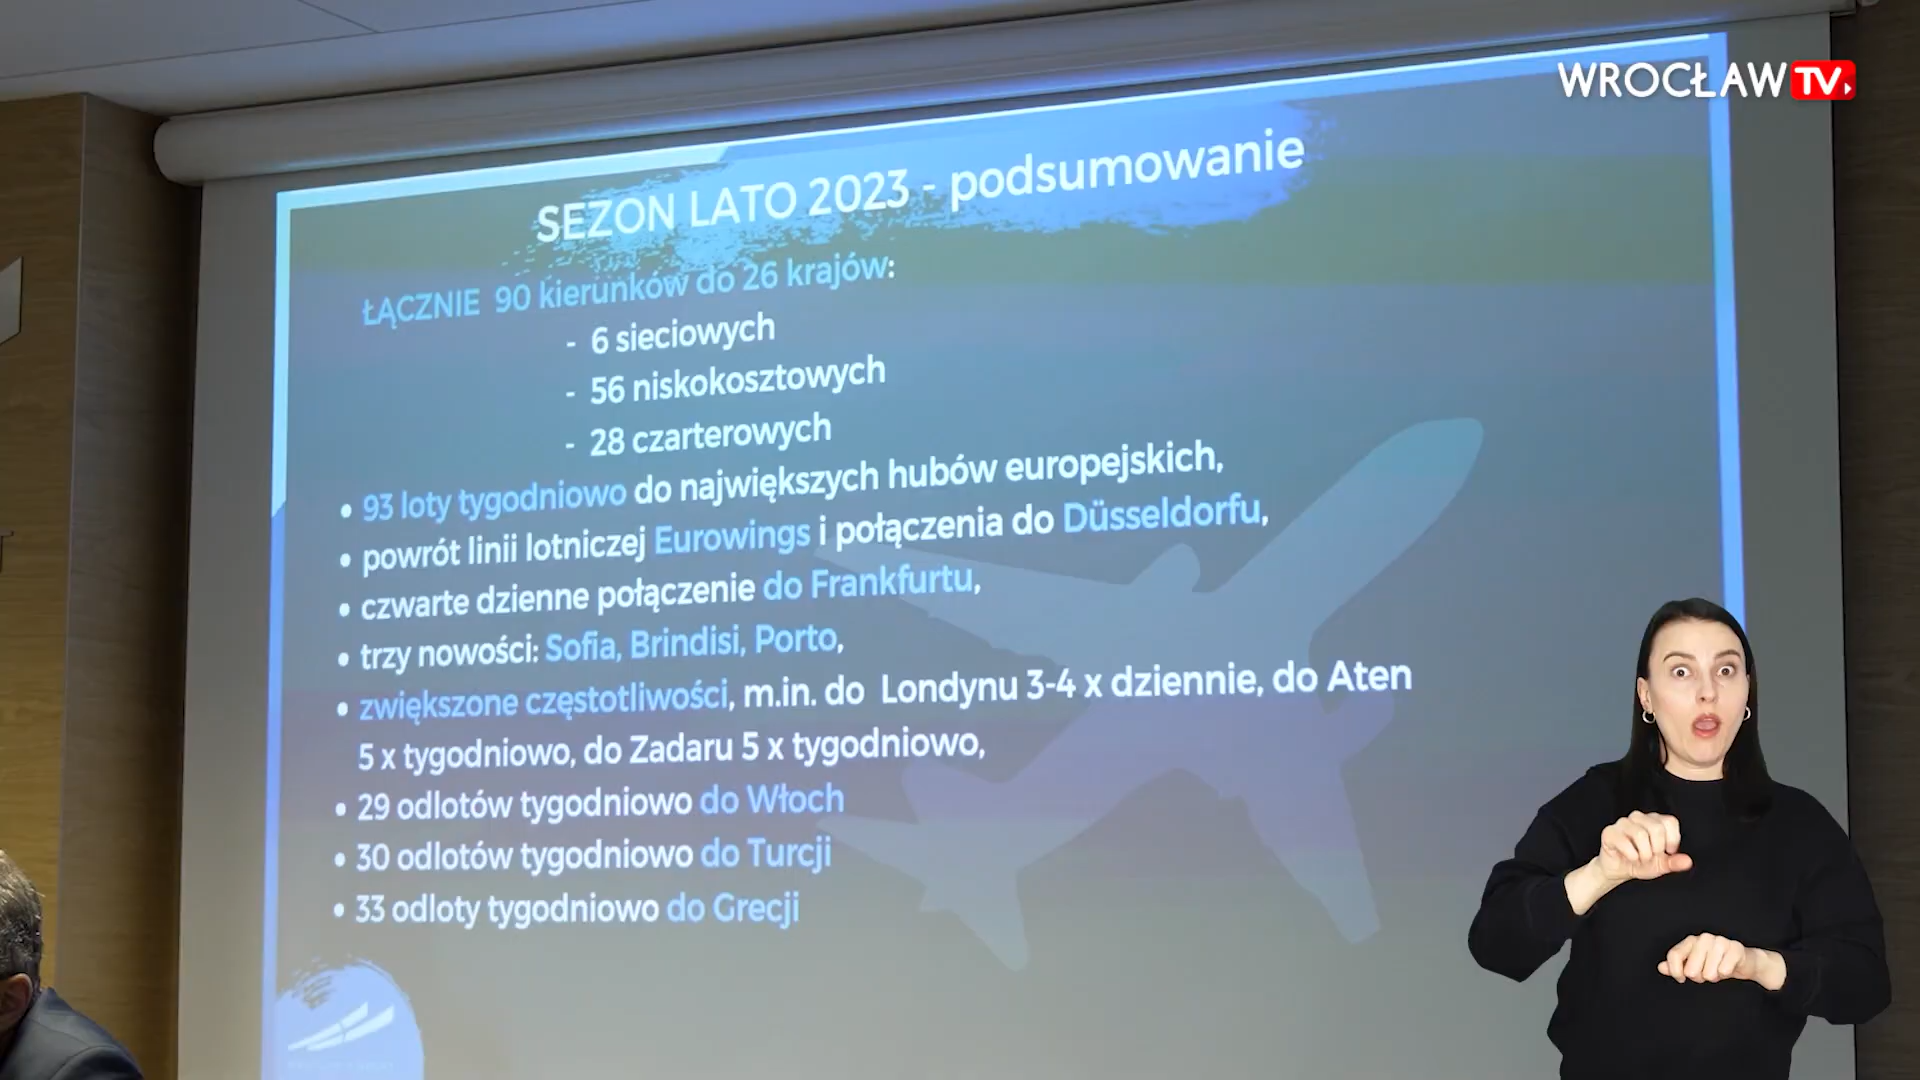 WROCŁAW TV
SEZON LATO 2023 - podsumowanie
ŁĄCZNIE 90 kierunków do 26 krajów:
- 6 sieciowych
- 56 niskokosztowych
- 28 czarterowych
• 93 loty tygodniowo do największych hubów europejskich,
• powrót linii lotniczej Eurowings i połączenia do Düsseldorfu,
• czwarte dzienne połączenie do Frankfurtu,
• trzy nowości: Sofia, Brindisi, Porto,
• zwiększone częstotliwości, m.in. do Londynu 3-4 x dziennie, do Aten
5 x tygodniowo, do Zadaru 5 x tygodniowo,
• 29 odlotów tygodniowo do Włoch
• 30 odlotów tygodniowo do Turcji
• 33 odloty tygodniowo do Grecji